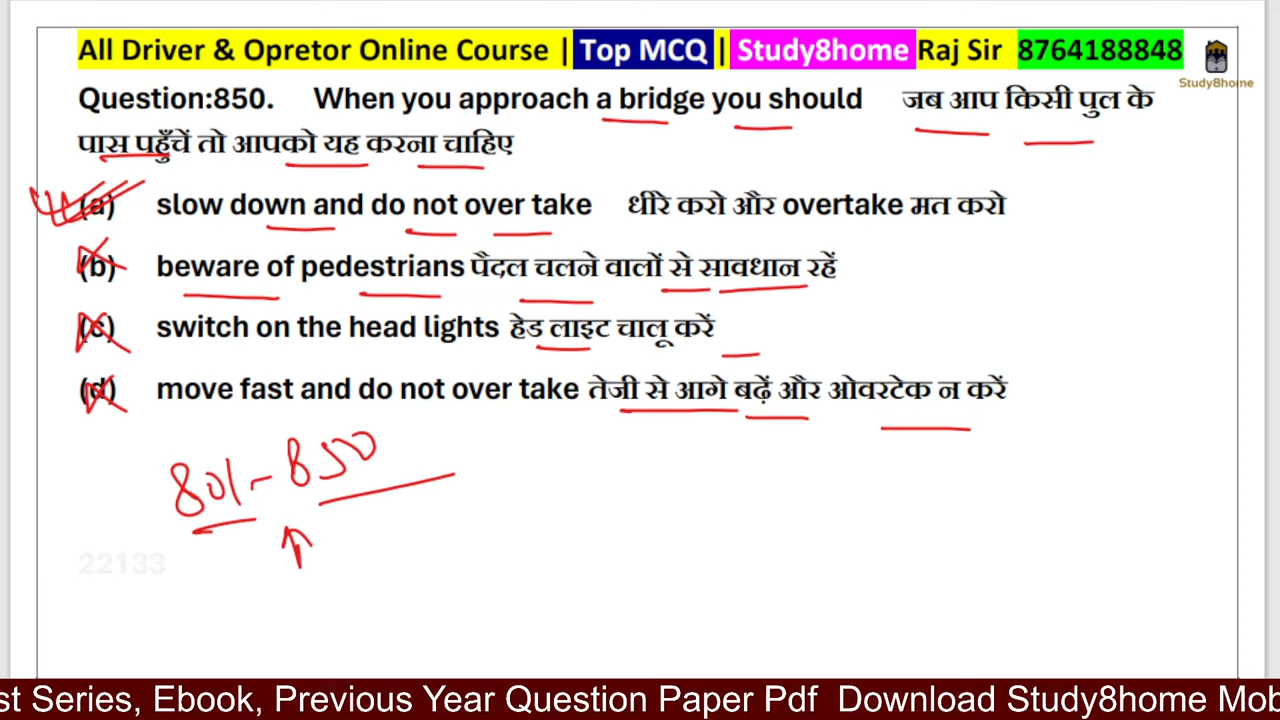 All Driver & Opretor Online Course | Top MCQ | Study8home Raj Sir 8764188848
Study8home
Question:850. When you approach a bridge you should जब आप किसी पुल के
पास पहुँचें तो आपको यह करना चाहिए
(a) slow down and do not over take धीरे करो और overtake मत करो
(b) beware of pedestrians पैदल चलने वालों से सावधान रहें
(c) switch on the head lights हेड लाइट चालू करें
(d) move fast and do not over take तेजी से आगे बढ़ें और ओवरटेक न करें
801-850
22133
st Series, Ebook, Previous Year Question Paper Pdf Download Study8home Mob